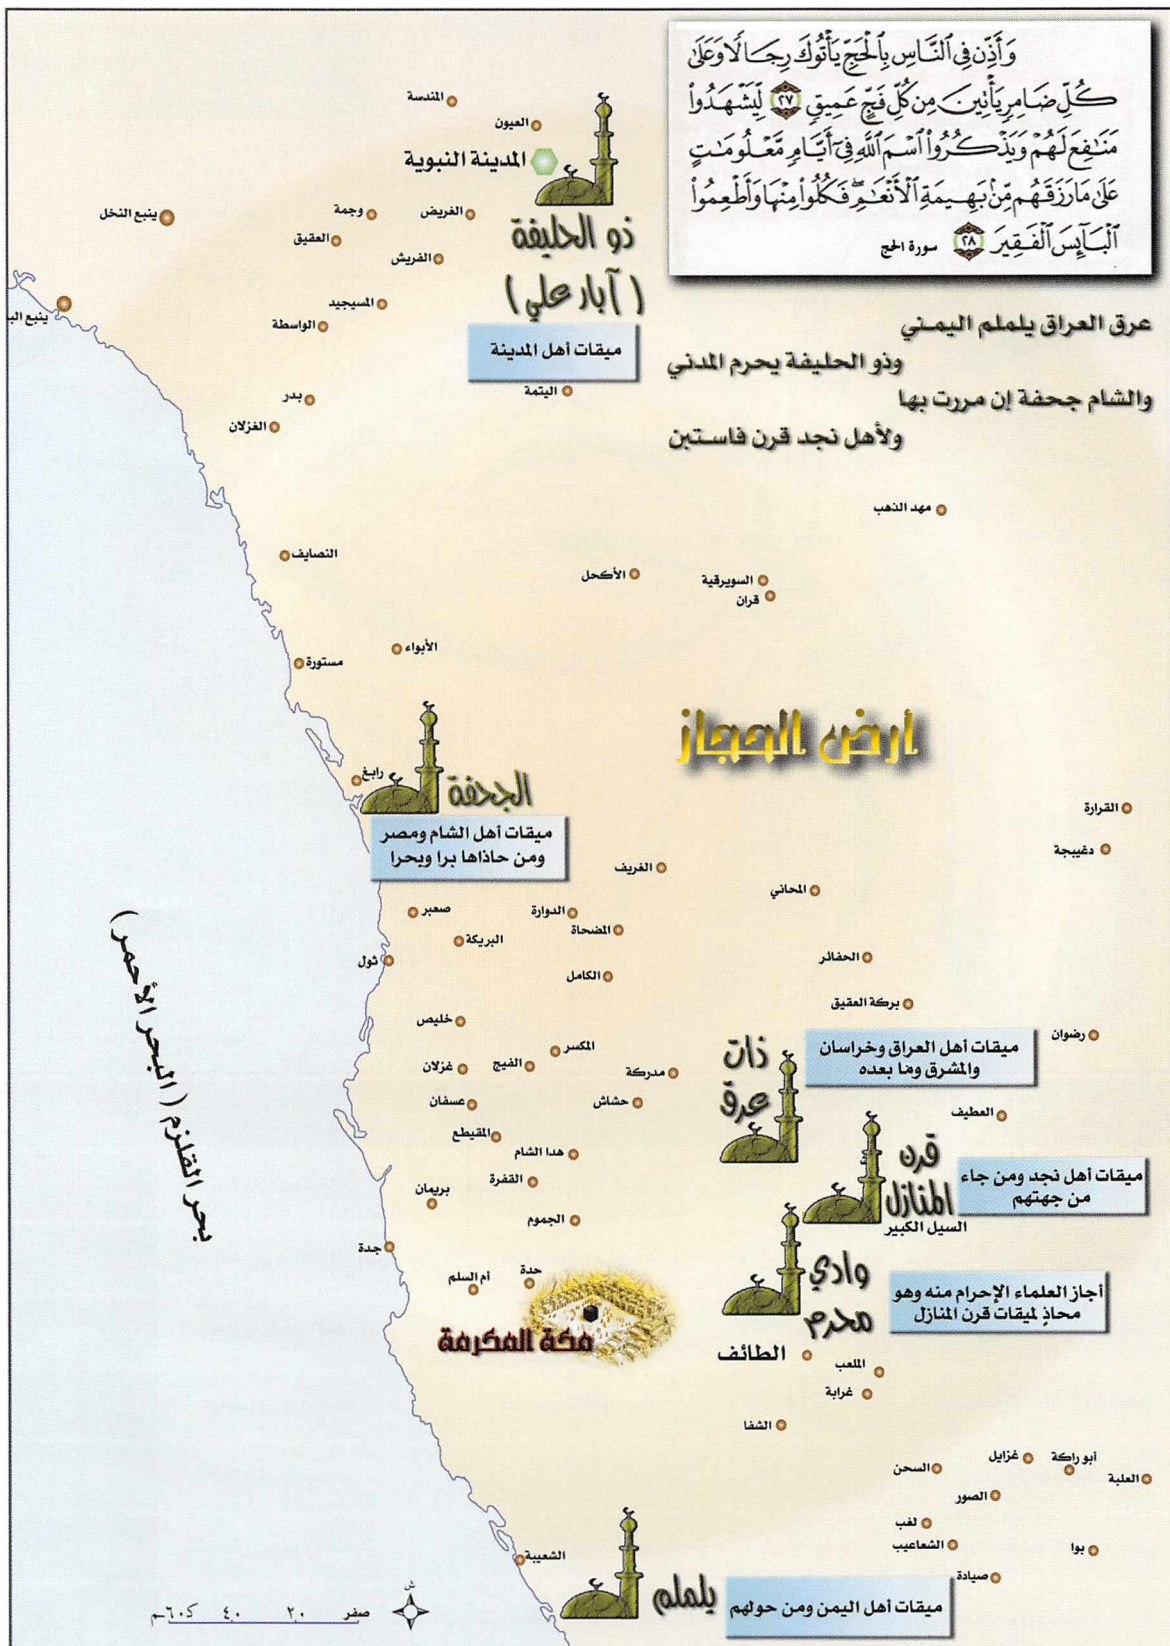 وَأَذِّن فِي ٱلنَّاسِ بِٱلْحَجِّ يَأْتُوكَ رِجَالًا وَعَلَىٰ
كُلِّ ضَامِرٍ يَأْتِينَ مِن كُلِّ فَجٍّ عَمِيقٍ ٢٧ لِّيَشْهَدُوا۟
مَنَٰفِعَ لَهُمْ وَيَذْكُرُوا۟ ٱسْمَ ٱللَّهِ فِىٓ أَيَّامٍ مَّعْلُومَٰتٍ
عَلَىٰ مَا رَزَقَهُم مِّنۢ بَهِيمَةِ ٱلْأَنْعَٰمِ ۖ فَكُلُوا۟ مِنْهَا وَأَطْعِمُوا۟
ٱلْبَآئِسَ ٱلْفَقِيرَ ٢٨ سورة الحج
عرق العراق يلملم اليمني
وذو الحليفة يحرم المدني
والشام جحفة إن مررت بها
ولأهل نجد قرن فاستبن
المندسة
العيون
المدينة النبوية
ينبع النخل
وجمة
الغريض
العقيق
الفريش
ذو الحليفة
(آبار علي)
ميقات أهل المدينة
ينبع الب
المسيجيد
الواسطة
اليتمة
بدر
الغزلان
مهد الذهب
النصايف
الأكحل
السويرقية
قران
الأبواء
مستورة
أرض الحجاز
رابغ
الجحفة
ميقات أهل الشام ومصر
ومن حاذاها برا وبحرا
القرارة
دغيبجة
الغريف
المحاني
صعبر
الدوارة
المضحاة
البريكة
ثول
الحفائر
الكامل
بركة العقيق
خليص
رضوان
المكسر
الفيج
غزلان
مدركة
ذات
عرق
ميقات أهل العراق وخراسان
والمشرق وما بعده
عسفان
حشاش
العطيف
المقيطع
هدا الشام
القفرة
بريمان
قرن
المنازل
السيل الكبير
ميقات أهل نجد ومن جاء
من جهتهم
الجموم
جدة
حدة
أم السلم
وادي
محرم
أجاز العلماء الإحرام منه وهو
محاذٍ لميقات قرن المنازل
مكة المكرمة
الطائف
الملعب
غرابة
الشفا
أبو راكة
غزايل
السحن
العلبة
الصور
لغب
الشعاعيب
بوا
صيادة
الشعيبة
يلملم
ميقات أهل اليمن ومن حولهم
بحر القلزم (البحر الأحمر)
ش
صفر ٢٠ ٤٠ ٦٠كم